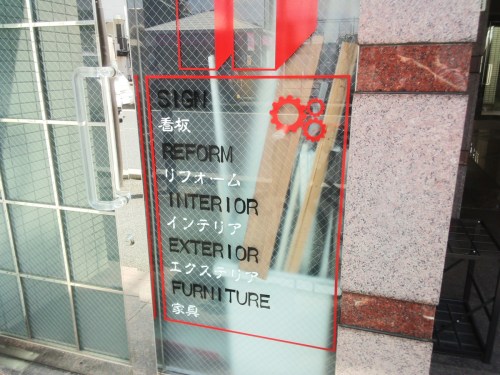 SIGN
看板
REFORM
リフォーム
INTERIOR
インテリア
EXTERIOR
エクステリア
FURNITURE
家具